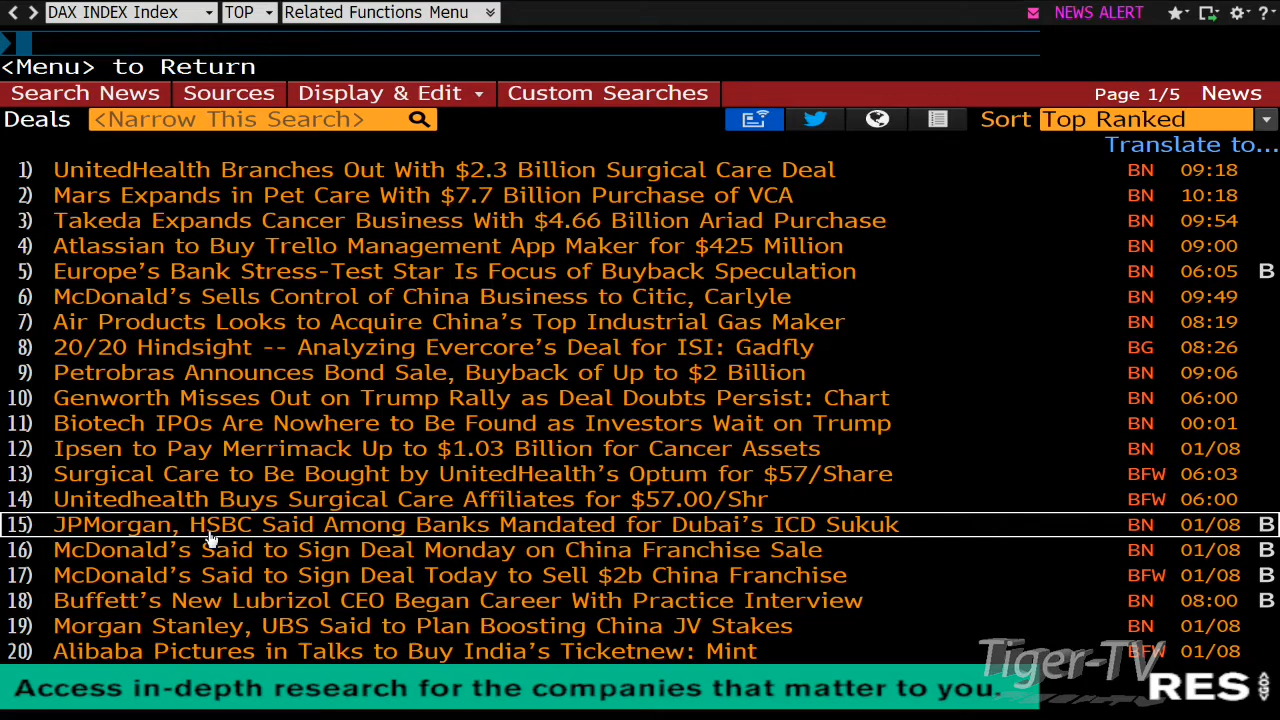 DAX INDEX Index TOP Related Functions Menu NEWS ALERT ?
<Menu> to Return
Search News Sources Display & Edit Custom Searches Page 1/5 News
Deals <Narrow This Search> Sort Top Ranked
Translate to...
1) UnitedHealth Branches Out With $2.3 Billion Surgical Care Deal BN 09:18
2) Mars Expands in Pet Care With $7.7 Billion Purchase of VCA BN 10:18
3) Takeda Expands Cancer Business With $4.66 Billion Ariad Purchase BN 09:54
4) Atlassian to Buy Trello Management App Maker for $425 Million BN 09:00
5) Europe's Bank Stress-Test Star Is Focus of Buyback Speculation BN 06:05 B
6) McDonald's Sells Control of China Business to Citic, Carlyle BN 09:49
7) Air Products Looks to Acquire China's Top Industrial Gas Maker BN 08:19
8) 20/20 Hindsight -- Analyzing Evercore's Deal for ISI: Gadfly BG 08:26
9) Petrobras Announces Bond Sale, Buyback of Up to $2 Billion BN 09:06
10) Genworth Misses Out on Trump Rally as Deal Doubts Persist: Chart BN 06:00
11) Biotech IPOs Are Nowhere to Be Found as Investors Wait on Trump BN 00:01
12) Ipsen to Pay Merrimack Up to $1.03 Billion for Cancer Assets BN 01/08
13) Surgical Care to Be Bought by UnitedHealth's Optum for $57/Share BFW 06:03
14) Unitedhealth Buys Surgical Care Affiliates for $57.00/Shr BFW 06:00
15) JPMorgan, HSBC Said Among Banks Mandated for Dubai's ICD Sukuk BN 01/08 B
16) McDonald's Said to Sign Deal Monday on China Franchise Sale BN 01/08 B
17) McDonald's Said to Sign Deal Today to Sell $2b China Franchise BFW 01/08 B
18) Buffett's New Lubrizol CEO Began Career With Practice Interview BN 08:00 B
19) Morgan Stanley, UBS Said to Plan Boosting China JV Stakes BN 01/08
20) Alibaba Pictures in Talks to Buy India's Ticketnew: Mint BFW 01/08
Tiger-TV
Access in-depth research for the companies that matter to you. RES